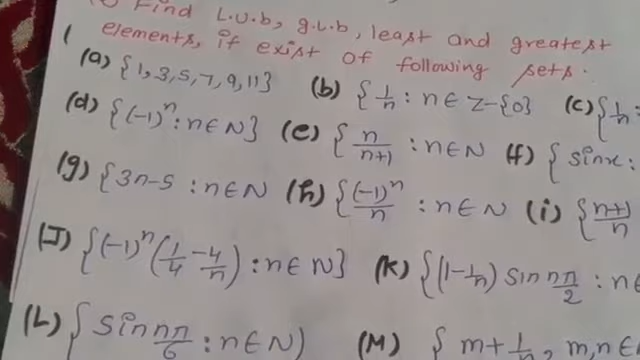 Find L.U.b, g.L.b, least and greatest
elements, if exist of following sets.
(a) {1, 3, 5, 7, 9, 11} (b) {1/n : n ∈ Z-{0} (c) {1/n :
(d) {(-1)^n : n ∈ N} (e) {n/n+1 : n ∈ N (f) { sinx :
(g) {3n-5 : n ∈ N (h) {(-1)^n/n : n ∈ N (i) {n+1/n
(J) {(-1)^n (1/4 - 4/n) : n ∈ N} (K) {(1-1/n) sin nπ/2 : n ∈
(L) { sin nπ/6 : n ∈ N) (M) { m + 1/n, m, n ∈